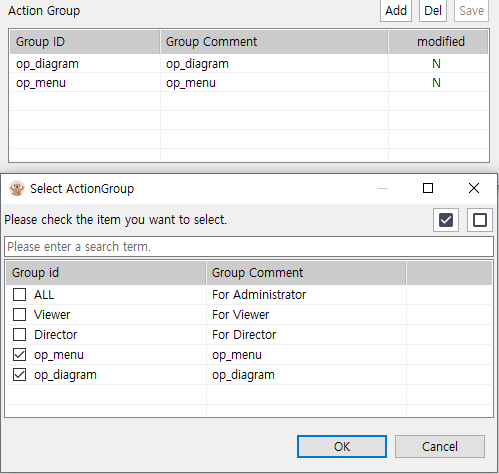 Action Group Add Del Save
Group ID Group Comment modified
op_diagram op_diagram N
op_menu op_menu N
Select ActionGroup
Please check the item you want to select.
Please enter a search term.
Group id Group Comment
ALL For Administrator
Viewer For Viewer
Director For Director
op_menu op_menu
op_diagram op_diagram
OK Cancel